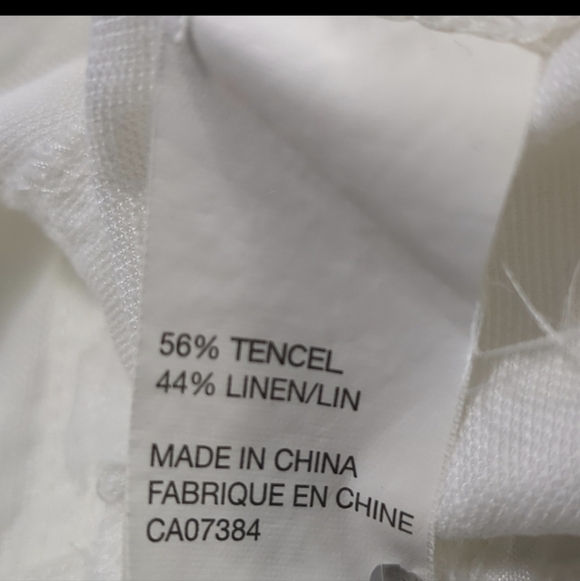 56% TENCEL
44% LINEN/LIN
MADE IN CHINA
FABRIQUE EN CHINE
CA07384